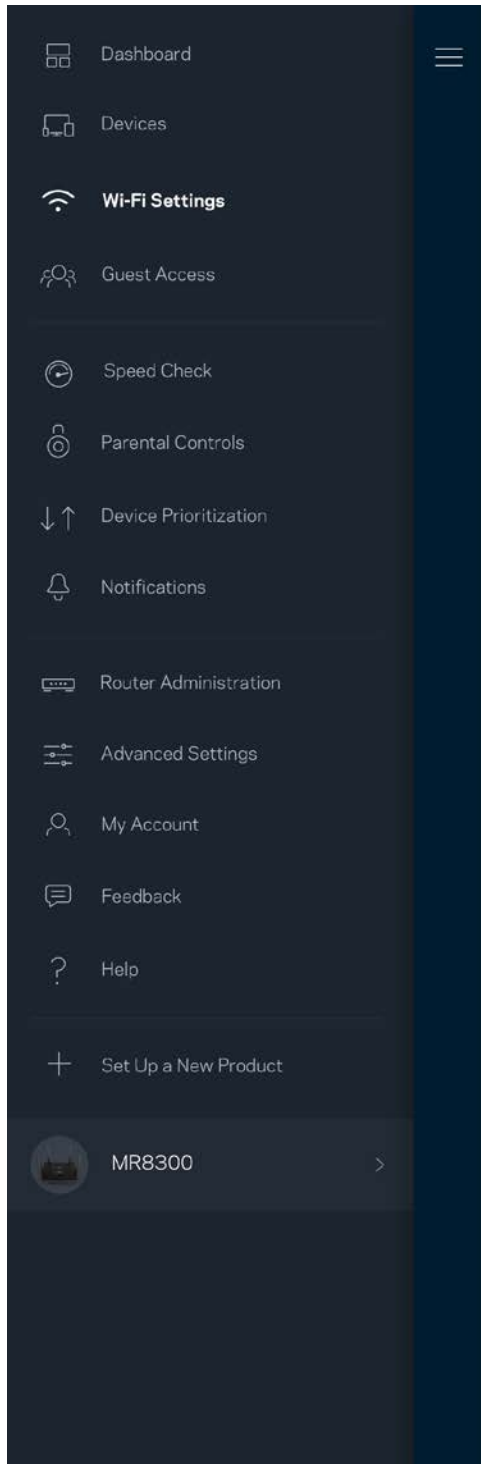 Dashboard
Devices
Wi-Fi Settings
Guest Access
Speed Check
Parental Controls
Device Prioritization
Notifications
Router Administration
Advanced Settings
My Account
Feedback
Help
Set Up a New Product
MR8300